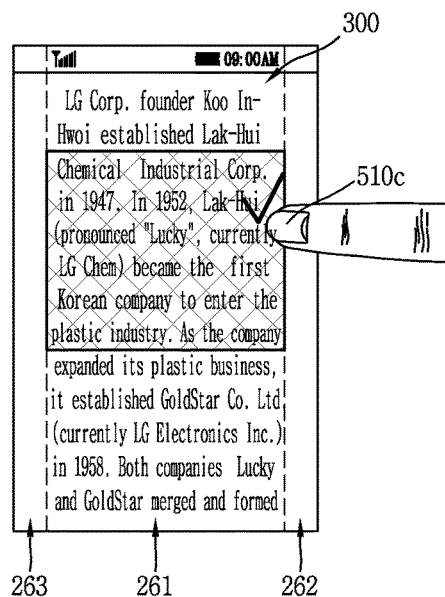 300
09:00AM
LG Corp. founder Koo In-
Hwoi established Lak-Hui
Chemical Industrial Corp.
in 1947. In 1952, Lak-Hui
(pronounced "Lucky", currently
LG Chem) became the first
Korean company to enter the
plastic industry. As the company
expanded its plastic business,
it established GoldStar Co. Ltd
(currently LG Electronics Inc.)
in 1958. Both companies Lucky
and GoldStar merged and formed
510c
263 261 262